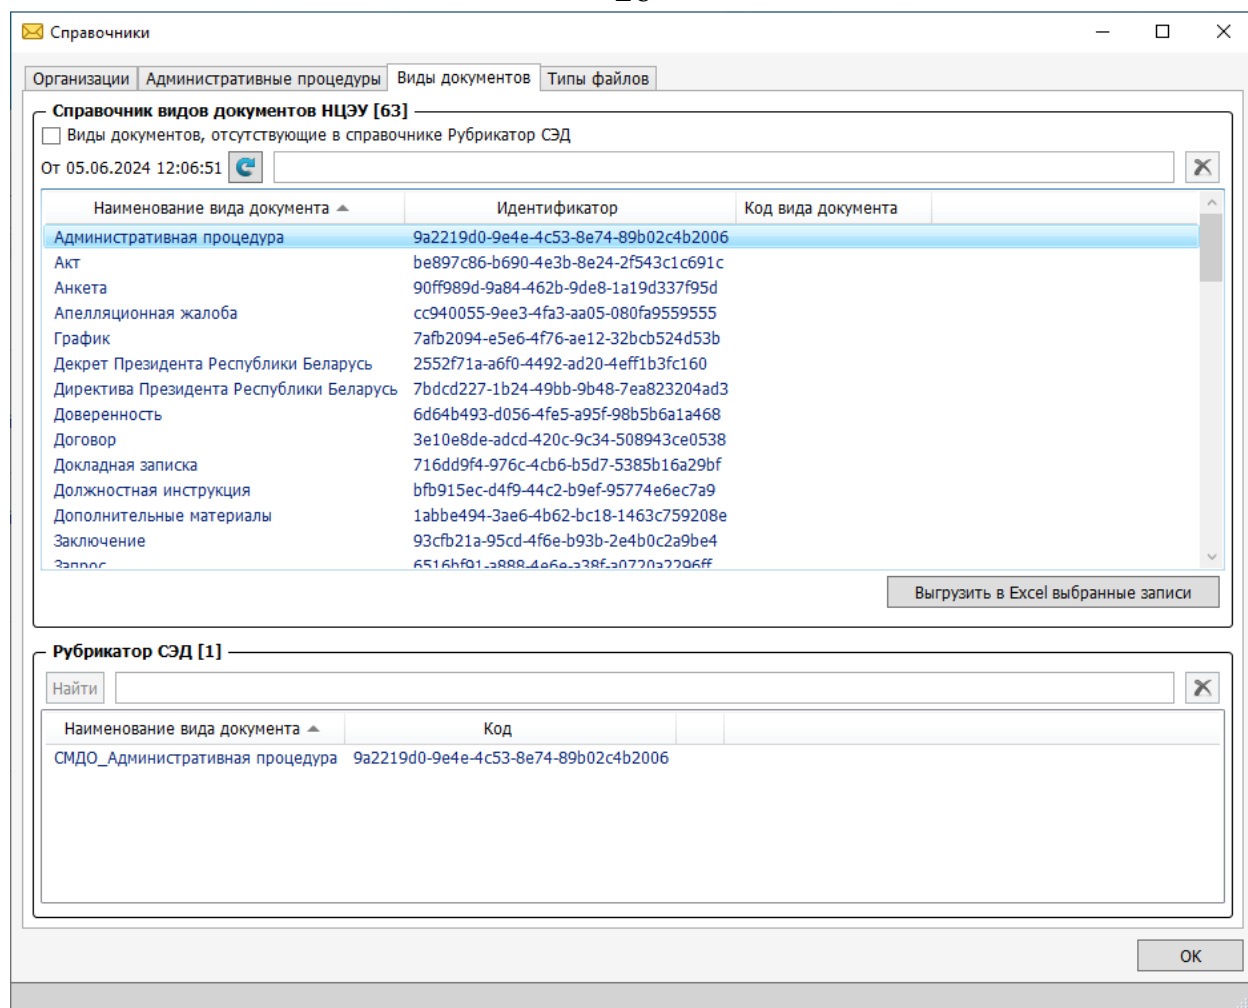 Справочники
Организации Административные процедуры Виды документов Типы файлов
Справочник видов документов НЦЭУ [63]
Виды документов, отсутствующие в справочнике Рубрикатор СЭД
От 05.06.2024 12:06:51
Наименование вида документа Идентификатор Код вида документа
Административная процедура 9a2219d0-9e4e-4c53-8e74-89b02c4b2006
Акт be897c86-b690-4e3b-8e24-2f543c1c691c
Анкета 90ff989d-9a84-462b-9de8-1a19d337f95d
Апелляционная жалоба cc940055-9ee3-4fa3-aa05-080fa9559555
График 7afb2094-e5e6-4f76-ae12-32bcb524d53b
Декрет Президента Республики Беларусь 2552f71a-a6f0-4492-ad20-4eff1b3fc160
Директива Президента Республики Беларусь 7bdcd227-1b24-49bb-9b48-7ea823204ad3
Доверенность 6d64b493-d056-4fe5-a95f-98b5b6a1a468
Договор 3e10e8de-adcd-420c-9c34-508943ce0538
Докладная записка 716dd9f4-976c-4cb6-b5d7-5385b16a29bf
Должностная инструкция bfb915ec-d4f9-44c2-b9ef-95774e6ec7a9
Дополнительные материалы 1abbe494-3ae6-4b62-bc18-1463c759208e
Заключение 93cfb21a-95cd-4f6e-b93b-2e4b0c2a9be4
Запрос 6516bf91-a888-4e6e-a38f-a0720a2296ff
Выгрузить в Excel выбранные записи
Рубрикатор СЭД [1]
Найти
Наименование вида документа Код
СМДО_Административная процедура 9a2219d0-9e4e-4c53-8e74-89b02c4b2006
OK